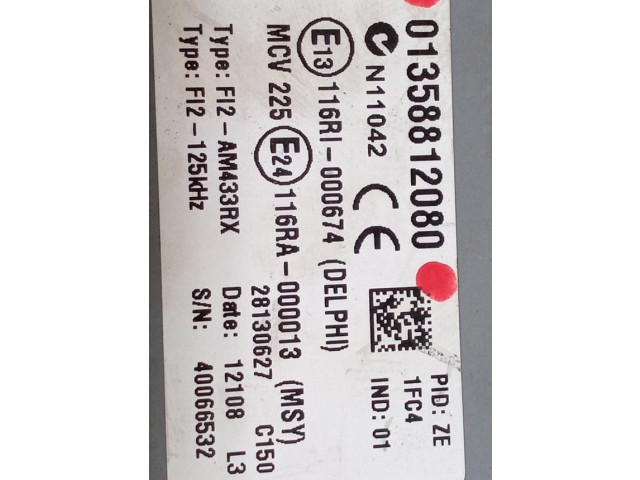 01358812080
PID: ZE
1FC4
IND: 01
N11042 CE
E13 116RI-000674 (DELPHI)
MCV 225 E24 116RA-000013 (MSY)
28130627 C150
Type: FI2-AM433RX Date: 12108 L3
Type: FI2-125kHz S/N: 40066532